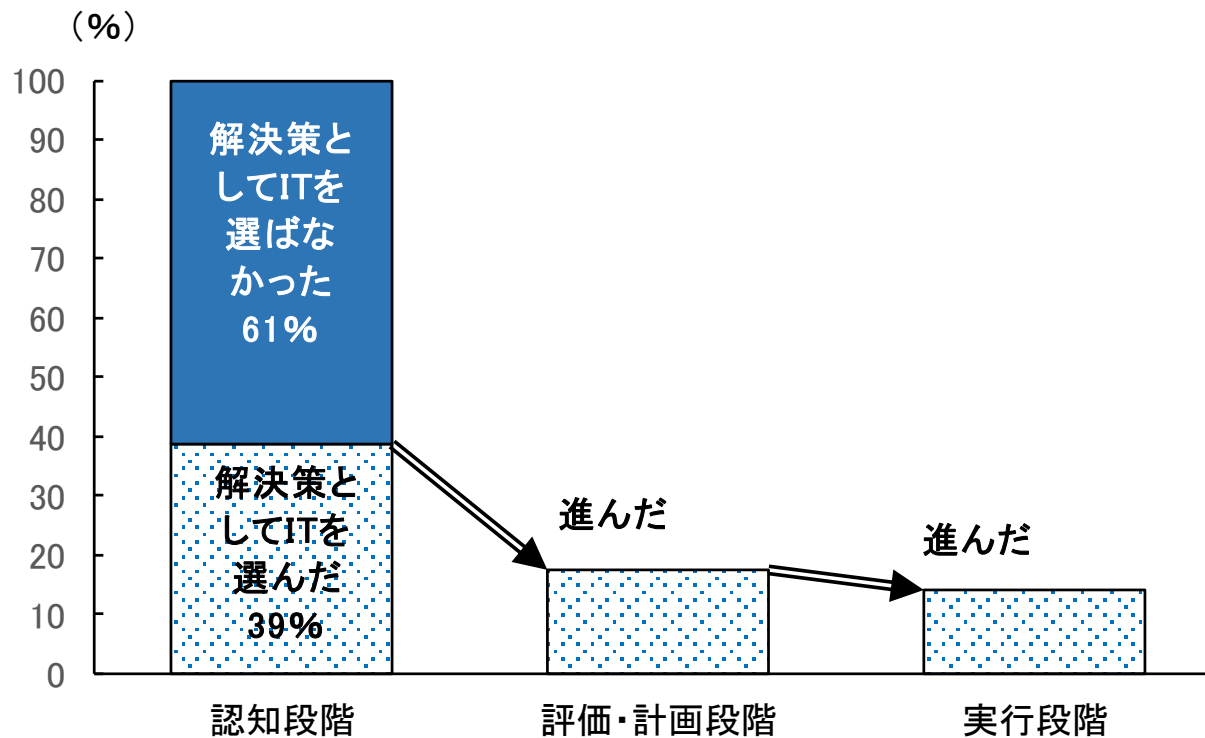 （%）
100
90
80
70
60
50
40
30
20
10
0
解決策と
してITを
選ばな
かった
61%
解決策と
してITを
選んだ
39%
進んだ
進んだ
認知段階
評価・計画段階
実行段階